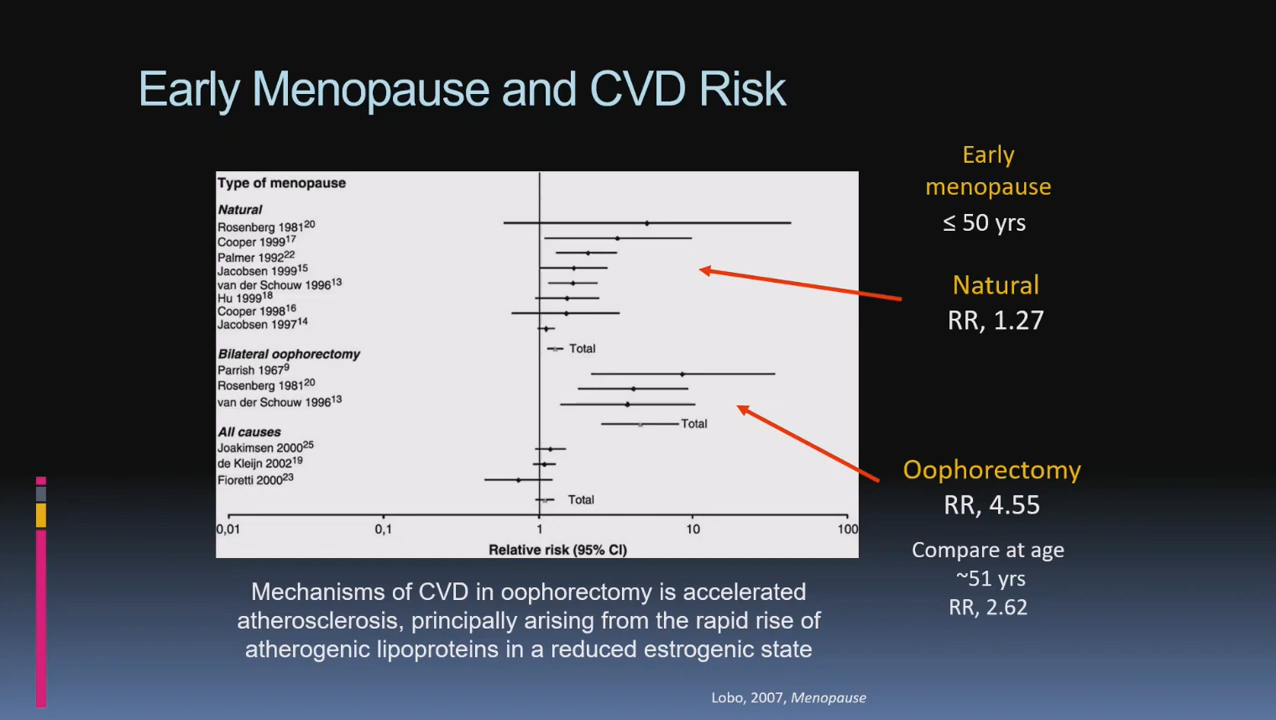 Early Menopause and CVD Risk
Type of menopause
Natural
Rosenberg 1981²⁰
Cooper 1999¹⁷
Palmer 1992²²
Jacobsen 1999¹⁵
van der Schouw 1996¹³
Hu 1999¹⁸
Cooper 1998¹⁶
Jacobsen 1997¹⁴
Total
Bilateral oophorectomy
Parrish 1967⁹
Rosenberg 1981²⁰
van der Schouw 1996¹³
Total
All causes
Joakimsen 2000²⁵
de Kleijn 2002¹⁹
Fioretti 2000²³
Total
0,01 0,1 1 10 100
Relative risk (95% CI)
Early
menopause
≤ 50 yrs
Natural
RR, 1.27
Oophorectomy
RR, 4.55
Compare at age
~51 yrs
RR, 2.62
Mechanisms of CVD in oophorectomy is accelerated
atherosclerosis, principally arising from the rapid rise of
atherogenic lipoproteins in a reduced estrogenic state
Lobo, 2007, Menopause